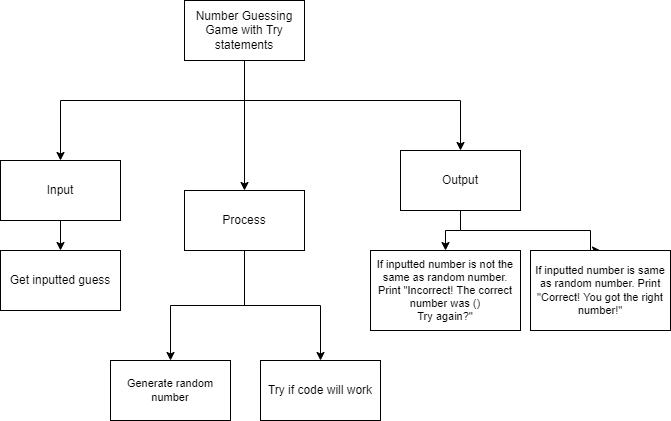 Number Guessing
Game with Try
statements
Input
Process
Output
Get inputted guess
If inputted number is not the
same as random number.
Print "Incorrect! The correct
number was ()
Try again?"
If inputted number is same
as random number. Print
"Correct! You got the right
number!"
Generate random
number
Try if code will work